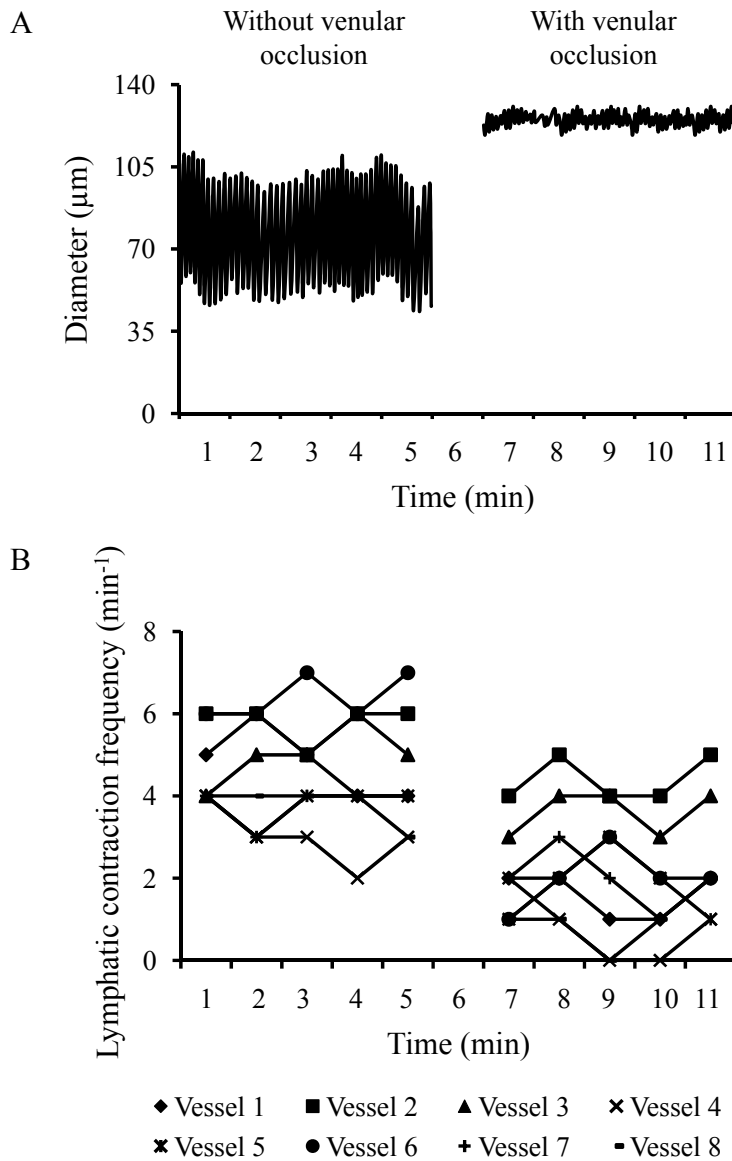 A
Without venular
occlusion
With venular
occlusion
Diameter (µm)
140
105
70
35
0
1 2 3 4 5 6 7 8 9 10 11
Time (min)
B
Lymphatic contraction frequency (min-1)
8
6
4
2
0
1 2 3 4 5 6 7 8 9 10 11
Time (min)
Vessel 1 Vessel 2 Vessel 3 Vessel 4
Vessel 5 Vessel 6 Vessel 7 Vessel 8